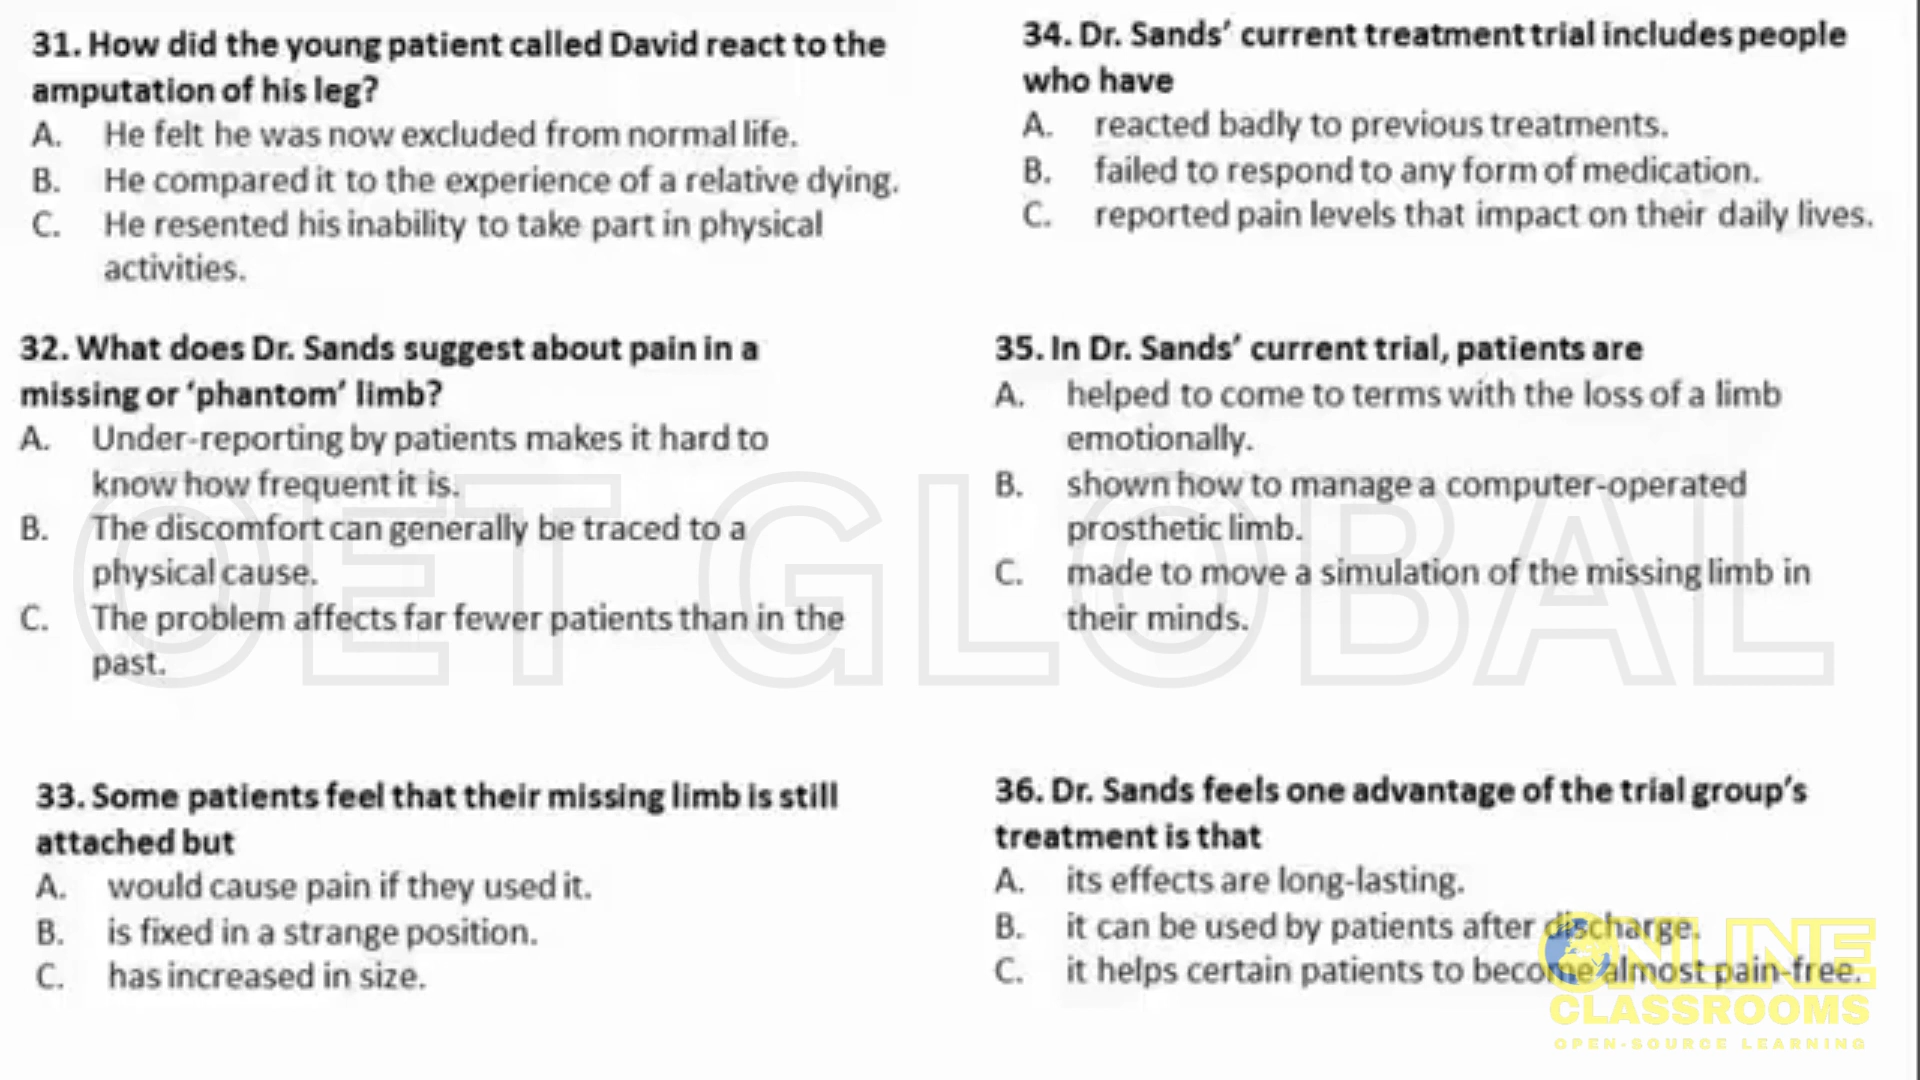 31. How did the young patient called David react to the
amputation of his leg?
A. He felt he was now excluded from normal life.
B. He compared it to the experience of a relative dying.
C. He resented his inability to take part in physical
activities.
32. What does Dr. Sands suggest about pain in a
missing or ‘phantom’ limb?
A. Under-reporting by patients makes it hard to
know how frequent it is.
B. The discomfort can generally be traced to a
physical cause.
C. The problem affects far fewer patients than in the
past.
33. Some patients feel that their missing limb is still
attached but
A. would cause pain if they used it.
B. is fixed in a strange position.
C. has increased in size.
34. Dr. Sands’ current treatment trial includes people
who have
A. reacted badly to previous treatments.
B. failed to respond to any form of medication.
C. reported pain levels that impact on their daily lives.
35. In Dr. Sands’ current trial, patients are
A. helped to come to terms with the loss of a limb
emotionally.
B. shown how to manage a computer-operated
prosthetic limb.
C. made to move a simulation of the missing limb in
their minds.
36. Dr. Sands feels one advantage of the trial group’s
treatment is that
A. its effects are long-lasting.
B. it can be used by patients after discharge.
C. it helps certain patients to become almost pain-free.
OET GLOBAL
ONLINE
CLASSROOMS
OPEN-SOURCE LEARNING